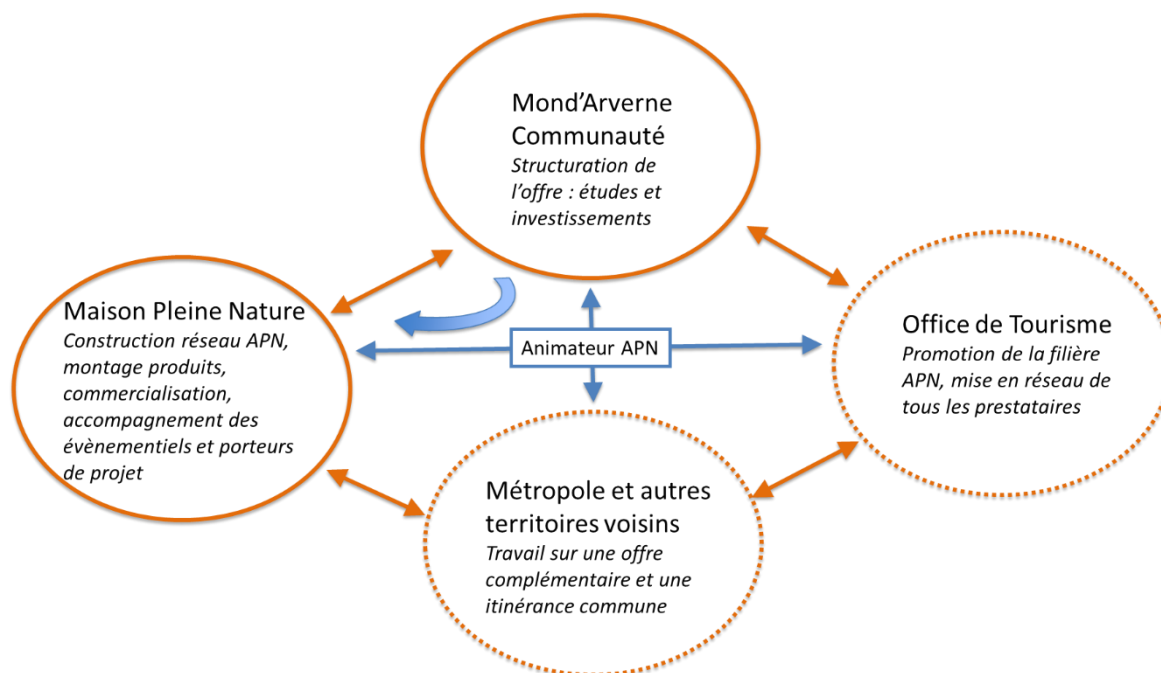 Mond'Arverne
Communauté
Structuration de
l'offre : études et
investissements
Maison Pleine Nature
Construction réseau APN,
montage produits,
commercialisation,
accompagnement des
évènementiels et porteurs
de projet
Animateur APN
Office de Tourisme
Promotion de la filière
APN, mise en réseau de
tous les prestataires
Métropole et autres
territoires voisins
Travail sur une offre
complémentaire et une
itinérance commune